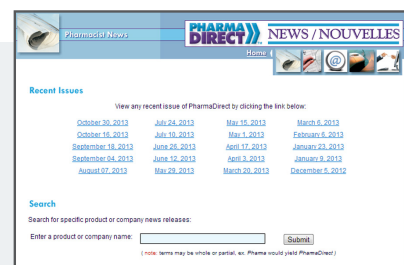 Pharmacist News
PHARMA DIRECT NEWS / NOUVELLES
Home
@
Recent Issues
View any recent issue of PharmaDirect by clicking the link below:
October 30, 2013 July 24, 2013 May 15, 2013 March 6, 2013
October 16, 2013 July 10, 2013 May 1, 2013 February 6, 2013
September 18, 2013 June 26, 2013 April 17, 2013 January 23, 2013
September 04, 2013 June 12, 2013 April 3, 2013 January 9, 2013
August 07, 2013 May 29, 2013 March 20, 2013 December 5, 2012
Search
Search for specific product or company news releases:
Enter a product or company name: Submit
( note: terms may be whole or partial, ex. Pharma would yield PharmaDirect )